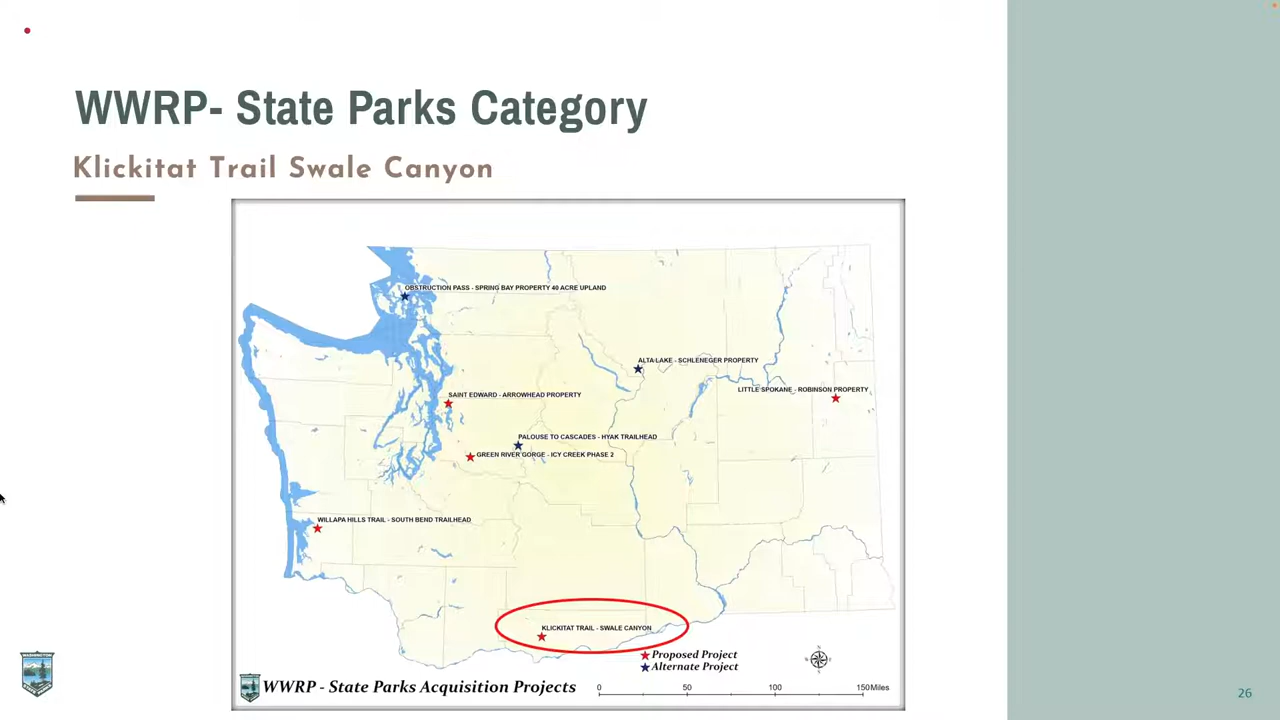 WWRP- State Parks Category
Klickitat Trail Swale Canyon
OBSTRUCTION PASS - SPRING BAY PROPERTY 40 ACRE UPLAND
ALTA LAKE - SCHLENEGER PROPERTY
LITTLE SPOKANE - ROBINSON PROPERTY
SAINT EDWARD - ARROWHEAD PROPERTY
PALOUSE TO CASCADES - HYAK TRAILHEAD
GREEN RIVER GORGE - ICY CREEK PHASE 2
WILLAPA HILLS TRAIL - SOUTH BEND TRAILHEAD
KLICKITAT TRAIL - SWALE CANYON
Proposed Project
Alternate Project
WWRP - State Parks Acquisition Projects
0 50 100 150 Miles
26